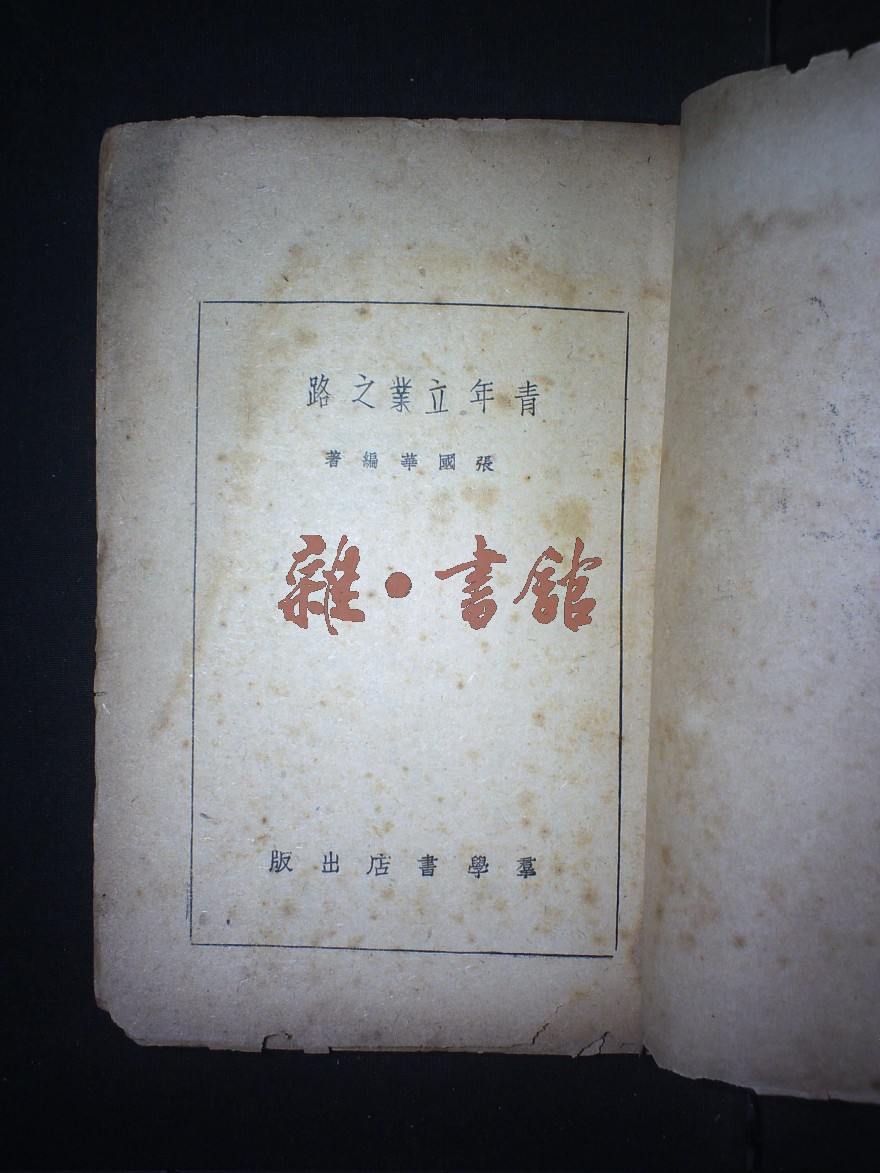 青年立業之路
張國華編著
雜·書館
羣學書店出版